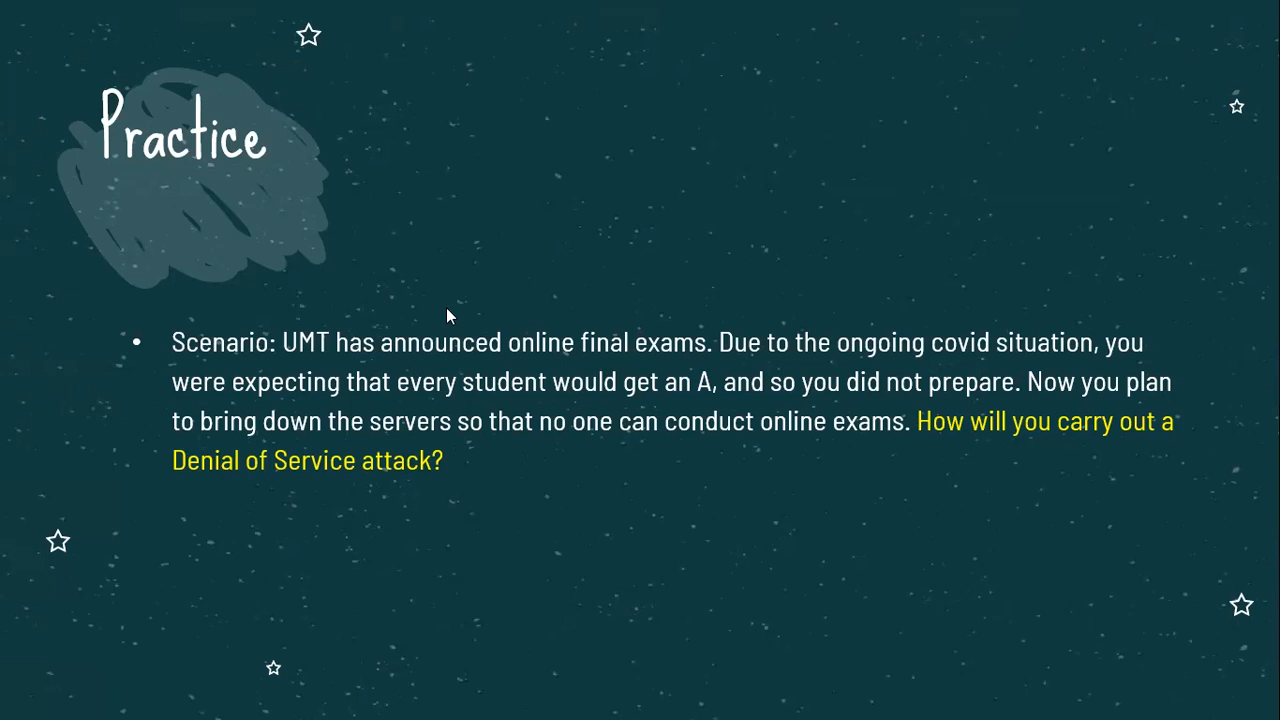 Practice
• Scenario: UMT has announced online final exams. Due to the ongoing covid situation, you
were expecting that every student would get an A, and so you did not prepare. Now you plan
to bring down the servers so that no one can conduct online exams. How will you carry out a
Denial of Service attack?